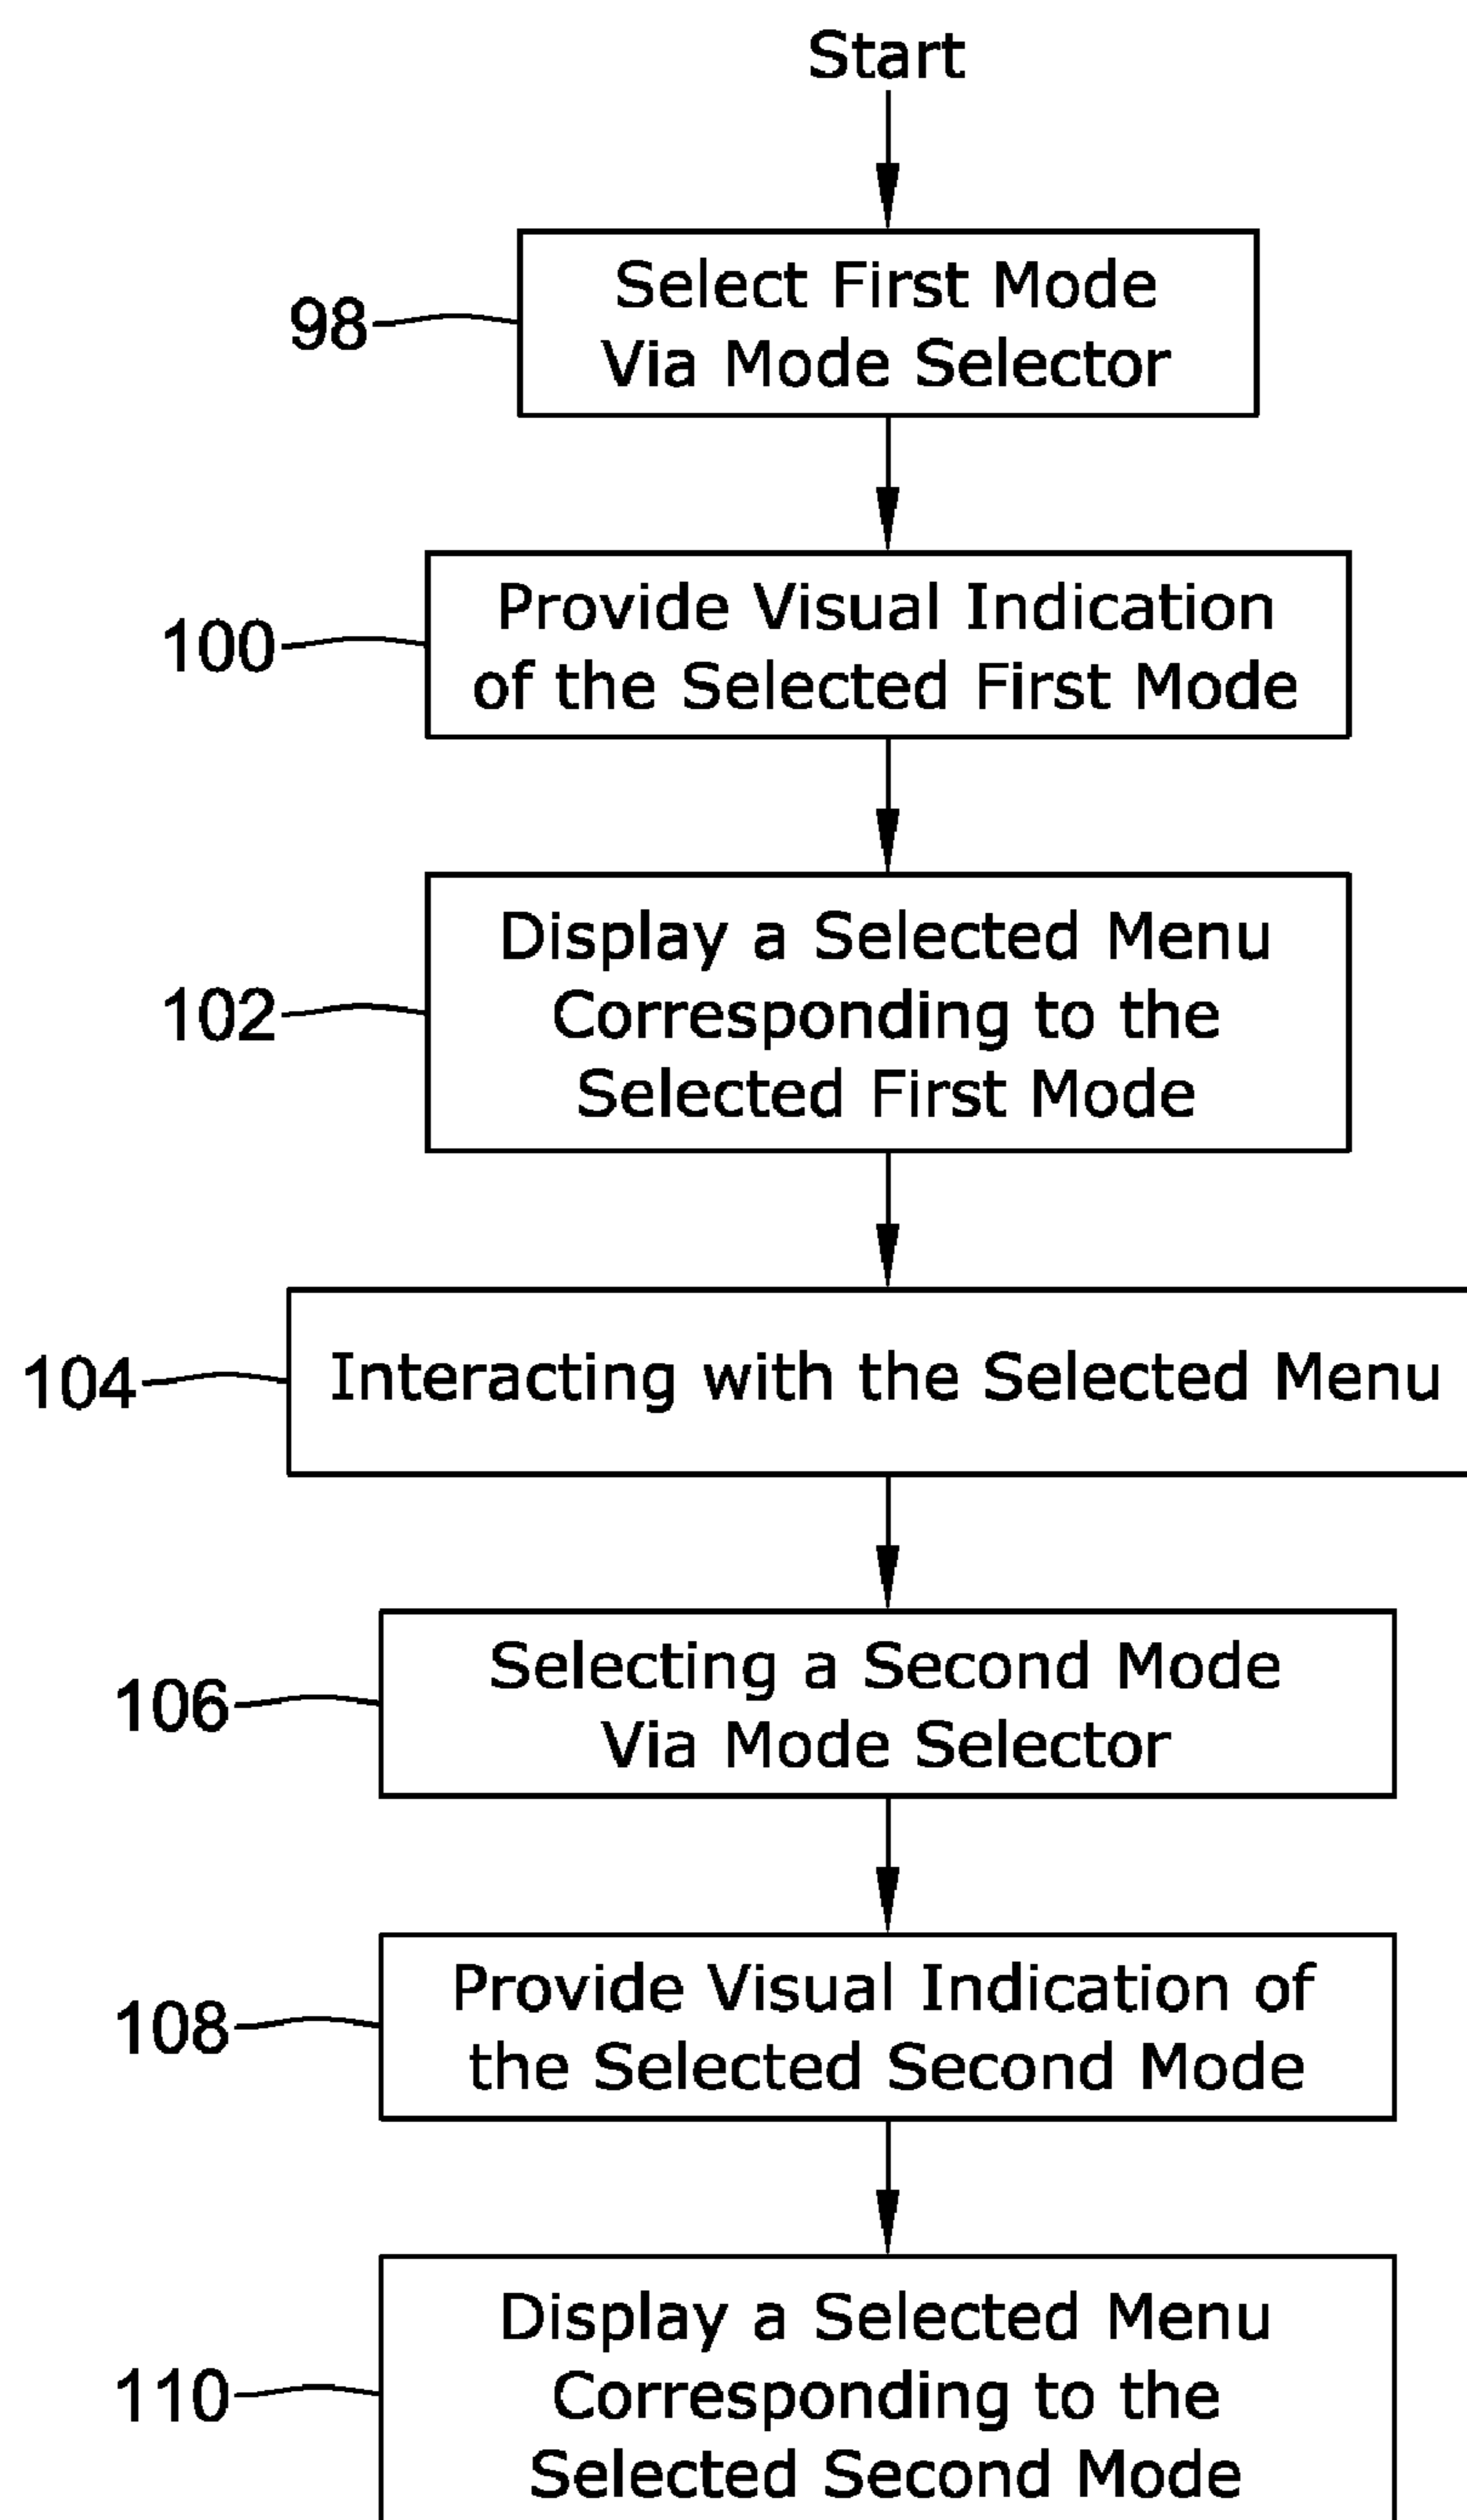 Start
98
Select First Mode
Via Mode Selector
100
Provide Visual Indication
of the Selected First Mode
102
Display a Selected Menu
Corresponding to the
Selected First Mode
104
Interacting with the Selected Menu
106
Selecting a Second Mode
Via Mode Selector
108
Provide Visual Indication of
the Selected Second Mode
110
Display a Selected Menu
Corresponding to the
Selected Second Mode